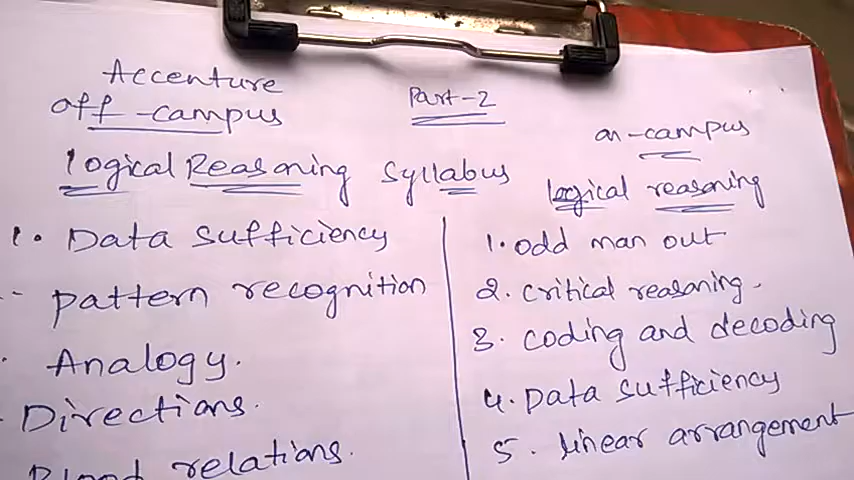 Accenture
off-campus
Part-2
on-campus
logical Reasoning Syllabus
logical reasoning
1. Data Sufficiency
pattern recognition
Analogy.
Directions.
Blood relations.
1. odd man out
2. critical reasoning.
3. coding and decoding
4. Data sufficiency
5. linear arrangement